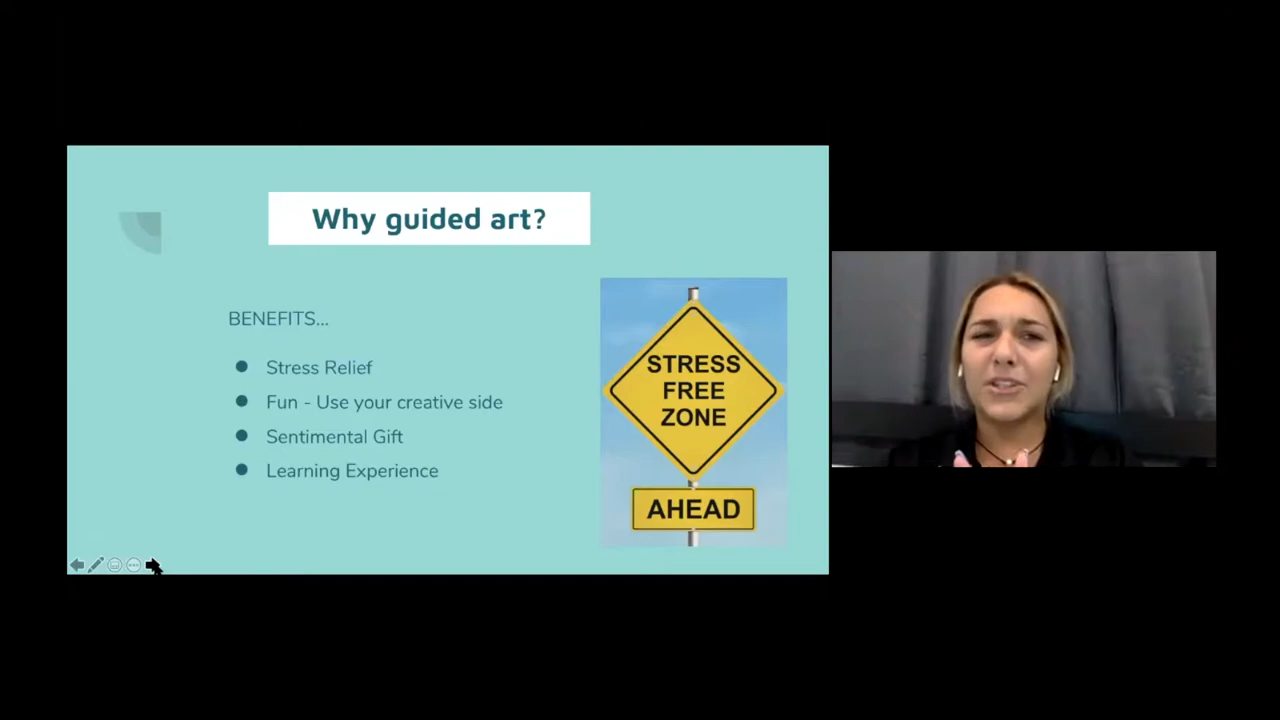 Why guided art?
BENEFITS...
● Stress Relief
● Fun - Use your creative side
● Sentimental Gift
● Learning Experience
STRESS
FREE
ZONE
AHEAD